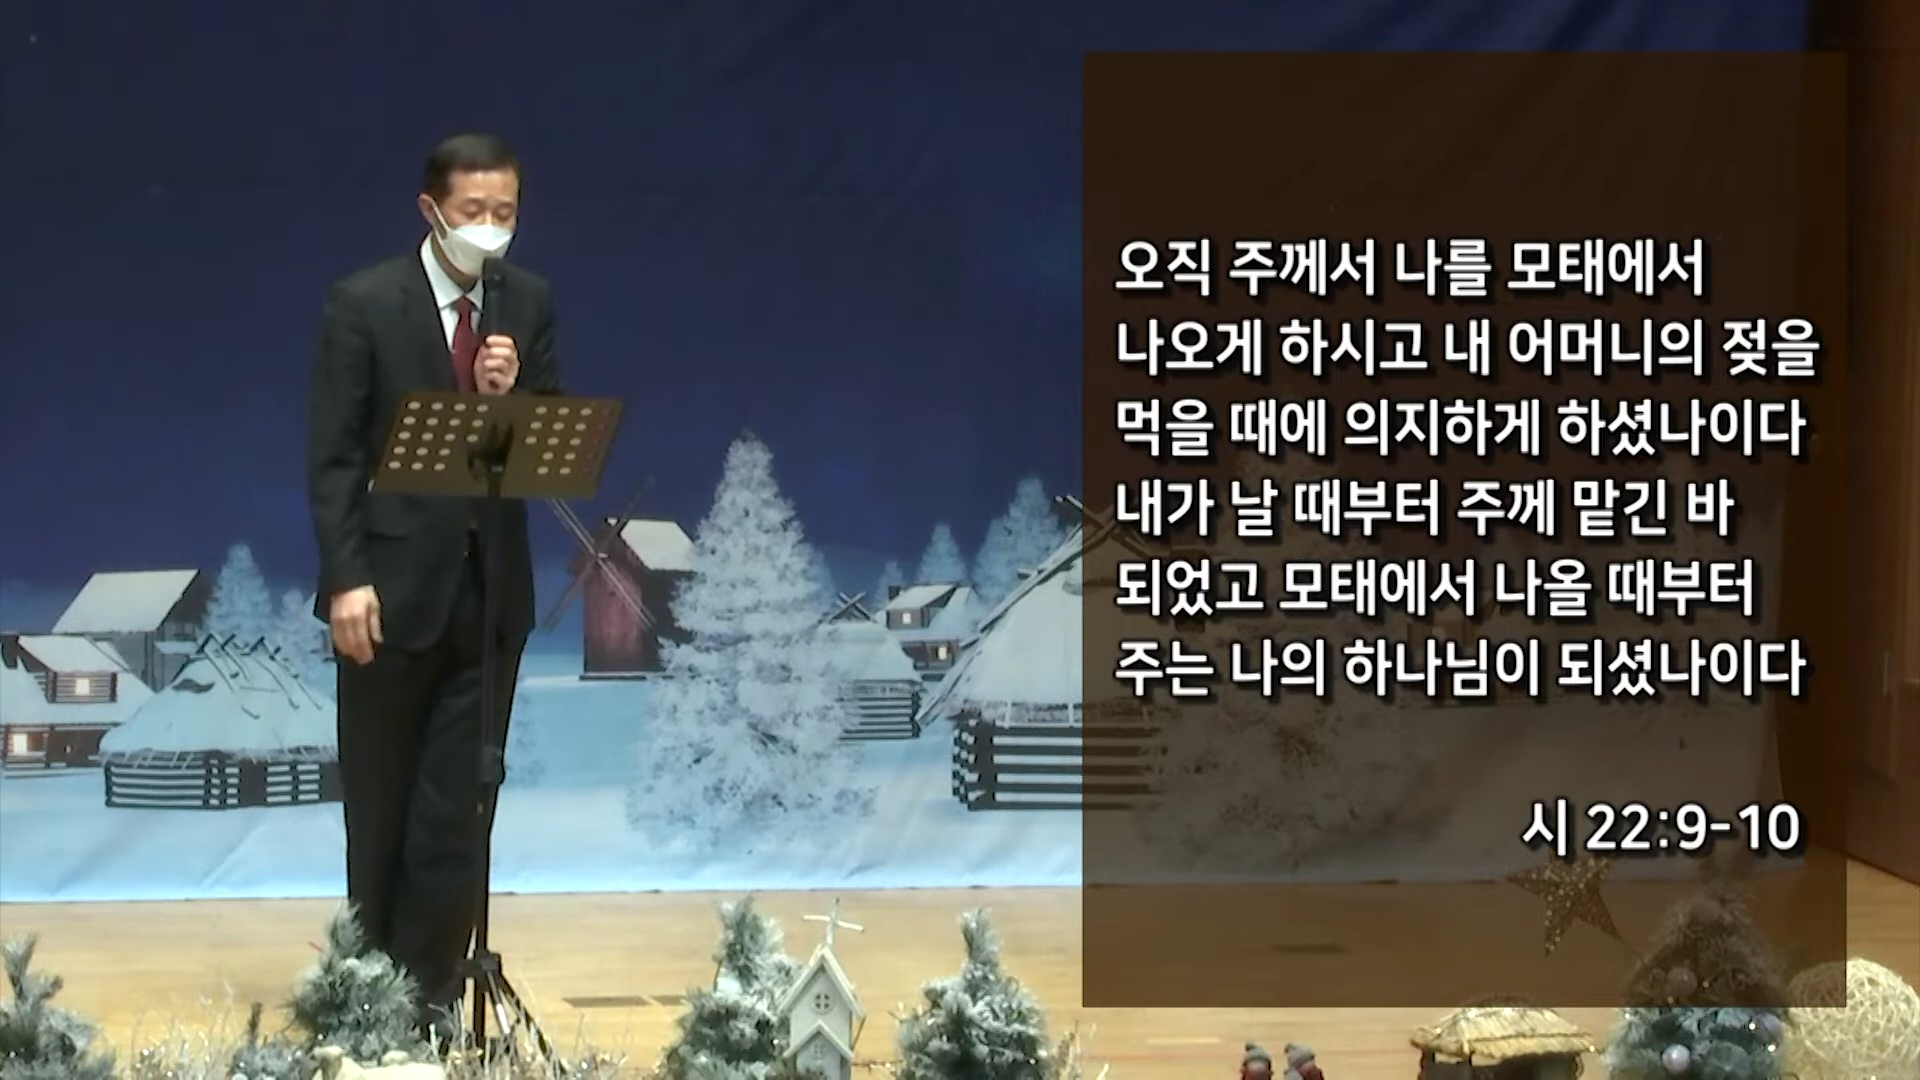 오직 주께서 나를 모태에서
나오게 하시고 내 어머니의 젖을
먹을 때에 의지하게 하셨나이다
내가 날 때부터 주께 맡긴 바
되었고 모태에서 나올 때부터
주는 나의 하나님이 되셨나이다
시 22:9-10